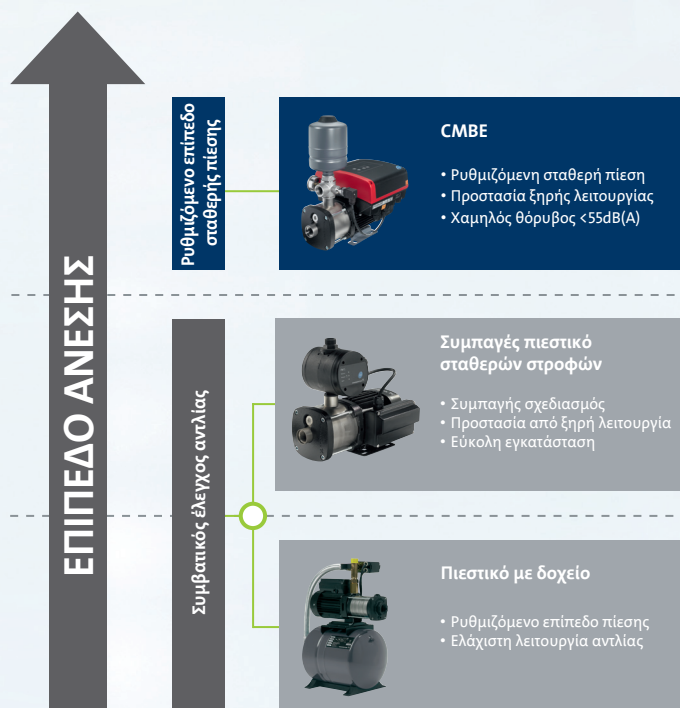 ΕΠΙΠΕΔΟ ΑΝΕΣΗΣ
Ρυθμιζόμενο επίπεδο
σταθερής πίεσης
CMBE
• Ρυθμιζόμενη σταθερή πίεση
• Προστασία ξηρής λειτουργίας
• Χαμηλός θόρυβος <55dB(A)
Συμβατικός έλεγχος αντλίας
Συμπαγές πιεστικό
σταθερών στροφών
• Συμπαγής σχεδιασμός
• Προστασία από ξηρή λειτουργία
• Εύκολη εγκατάσταση
Πιεστικό με δοχείο
• Ρυθμιζόμενο επίπεδο πίεσης
• Ελάχιστη λειτουργία αντλίας